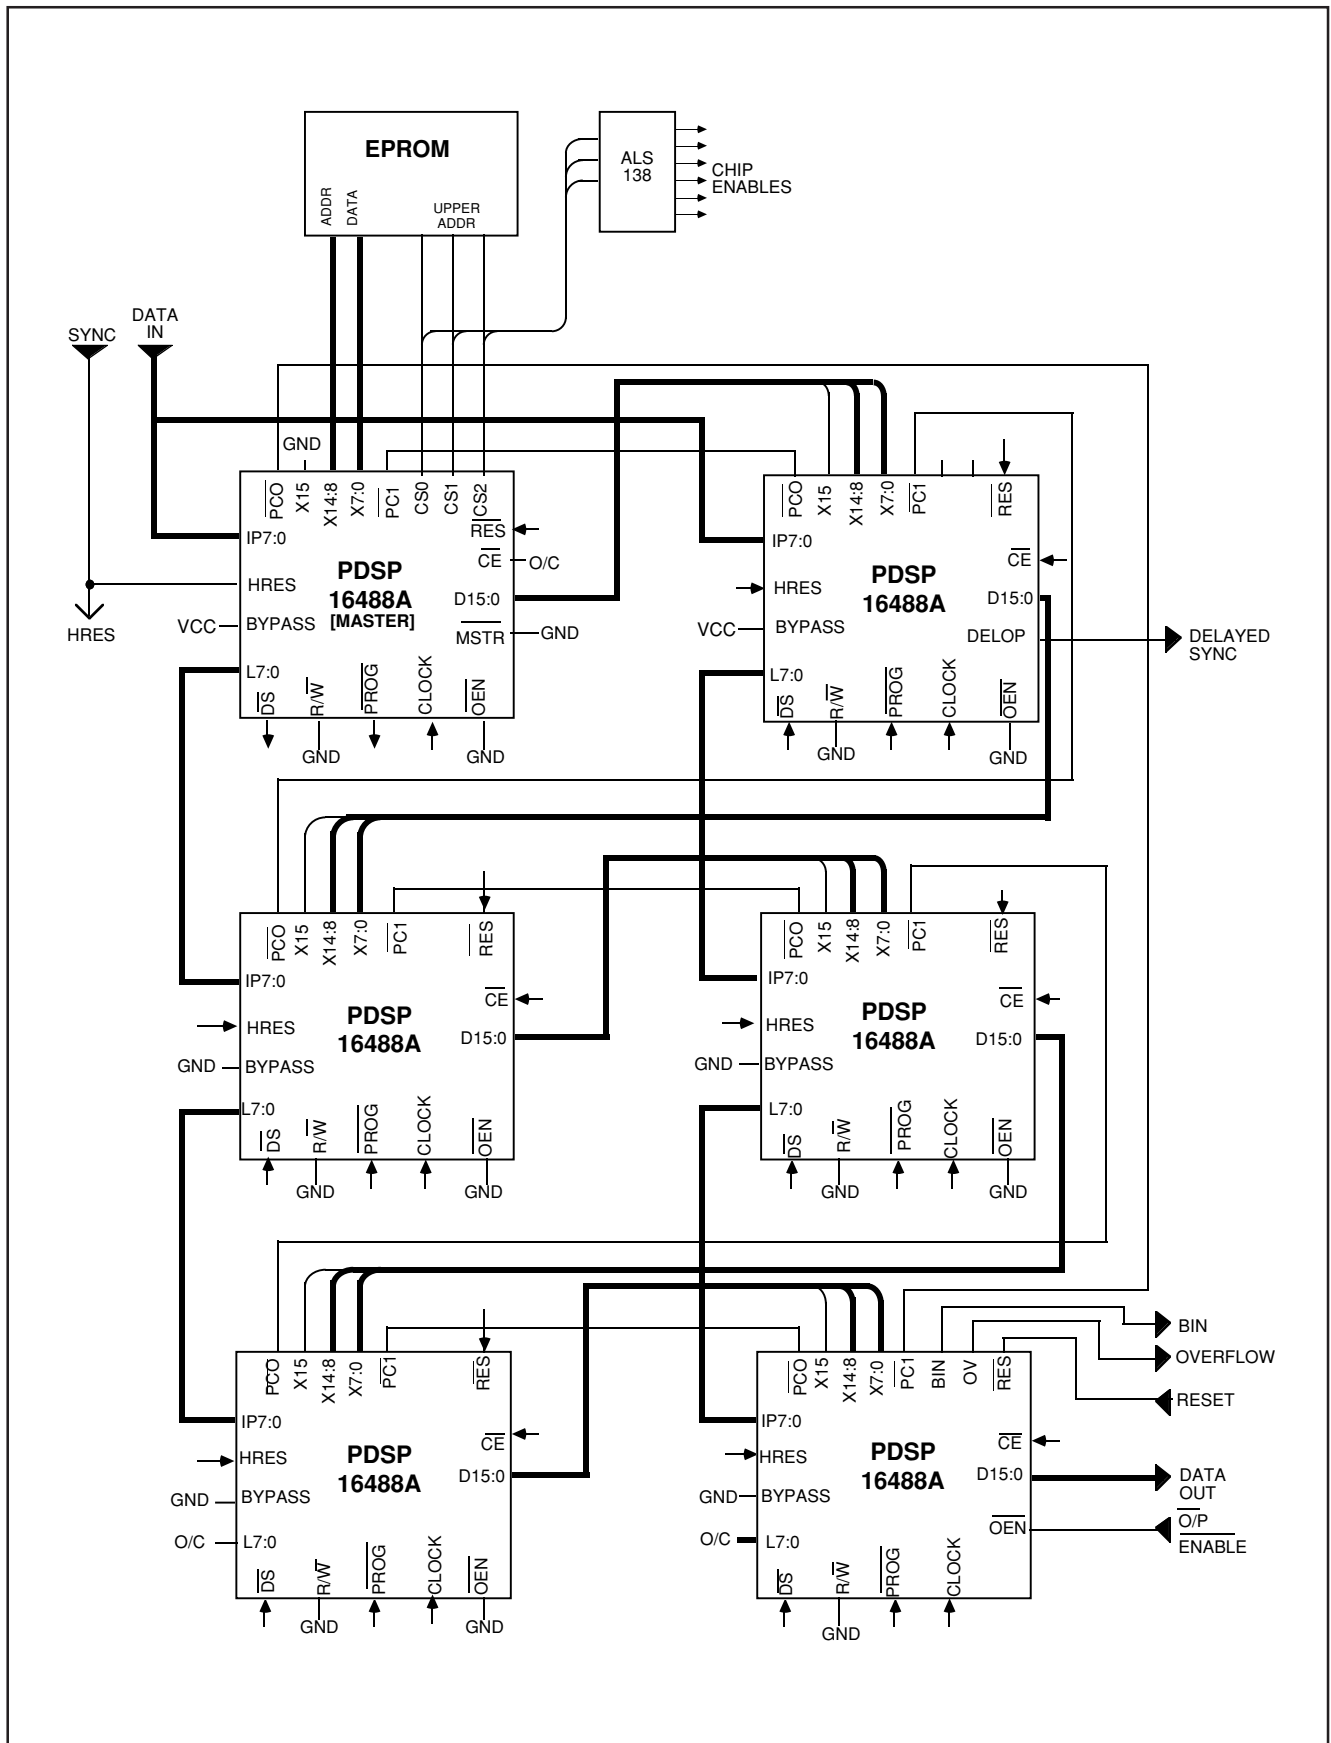 EPROM
ADDR
DATA
UPPER
ADDR
ALS
138
CHIP
ENABLES
SYNC
DATA
IN
HRES
GND
PCO
X15
X14:8
X7:0
PC1
CS0
CS1
CS2
RES
IP7:0
CE
O/C
PDSP
16488A
[MASTER]
HRES
D15:0
VCC
BYPASS
MSTR
GND
L7:0
DS
R/W
PROG
CLOCK
OEN
GND
GND
PCO
X15
X14:8
X7:0
PC1
RES
IP7:0
CE
PDSP
16488A
HRES
D15:0
VCC
BYPASS
DELOP
DELAYED
SYNC
L7:0
DS
R/W
PROG
CLOCK
OEN
GND
GND
PCO
X15
X14:8
X7:0
PC1
RES
IP7:0
CE
PDSP
16488A
HRES
D15:0
GND
BYPASS
L7:0
DS
R/W
PROG
CLOCK
OEN
GND
GND
PCO
X15
X14:8
X7:0
PC1
RES
IP7:0
CE
PDSP
16488A
HRES
D15:0
GND
BYPASS
L7:0
DS
R/W
PROG
CLOCK
OEN
GND
GND
PCO
X15
X14:8
X7:0
PC1
RES
IP7:0
CE
PDSP
16488A
HRES
D15:0
GND
BYPASS
O/C
L7:0
DS
R/W
PROG
CLOCK
OEN
GND
GND
PCO
X15
X14:8
X7:0
PC1
BIN
OV
RES
BIN
OVERFLOW
RESET
IP7:0
CE
PDSP
16488A
HRES
D15:0
DATA
OUT
GND
BYPASS
OEN
O/P
ENABLE
O/C
L7:0
DS
R/W
PROG
CLOCK
GND